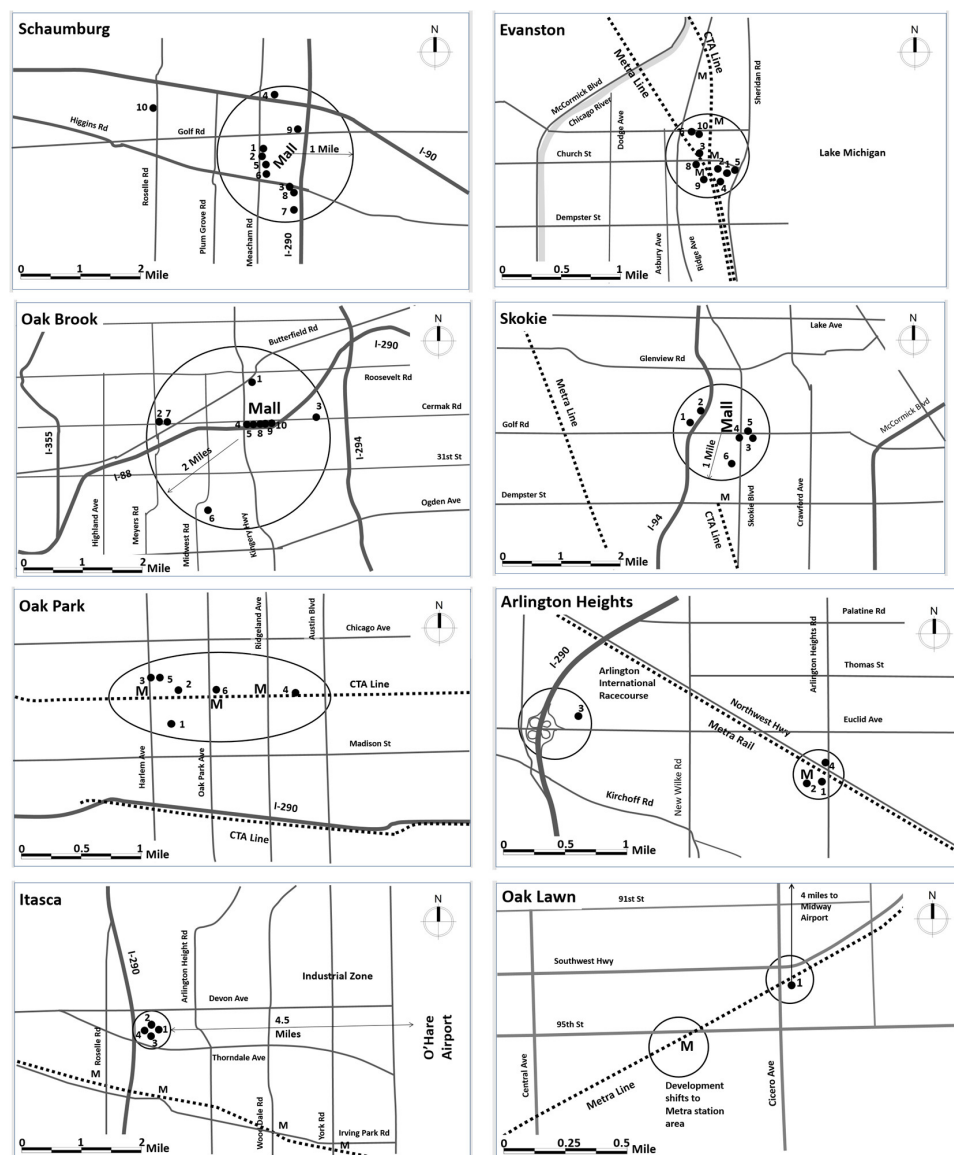 Schaumburg
N
4
10
Higgins Rd
Golf Rd
9
1
2
Mall
1 Mile
5
6
3
8
7
I-90
Roselle Rd
Plum Grove Rd
Meacham Rd
I-290
0 1 2
Mile
Evanston
N
CTA Line
Metra Line
M
McCormick Blvd
Chicago River
Dodge Ave
Sheridan Rd
M
10
3
M
Church St
8
M
2
1
5
9
4
Lake Michigan
Dempster St
Asbury Ave
Ridge Ave
0 0.5 1
Mile
Oak Brook
N
Butterfield Rd
I-290
1
Roosevelt Rd
Mall
3
Cermak Rd
2 7
4
5 8 9 10
I-355
2 Miles
I-294
31st St
I-88
6
Ogden Ave
Highland Ave
Meyers Rd
Midwest Rd
Kingery Hwy
0 1 2
Mile
Skokie
N
Lake Ave
Glenview Rd
Metra Line
2
1
Mall
McCormick Blvd
Golf Rd
4
5
3
1 Mile
6
Dempster St
M
I-94
CTA Line
Skokie Blvd
Crawford Ave
0 1 2
Mile
Oak Park
N
Ridgeland Ave
Austin Blvd
Chicago Ave
3 5
2
M
6
M
4
CTA Line
M
1
Madison St
Harlem Ave
Oak Park Ave
I-290
CTA Line
0 0.5 1
Mile
Arlington Heights
N
Palatine Rd
Arlington Heights Rd
I-290
Arlington
International
Racecourse
Thomas St
3
Northwest Hwy
Euclid Ave
Metra Rail
4
M
2
1
New Wilke Rd
Kirchoff Rd
0 0.5 1
Mile
Itasca
N
I-290
Arlington Height Rd
Industrial Zone
Devon Ave
2
4
1
3
4.5
Miles
O'Hare
Airport
Roselle Rd
Thorndale Ave
M
M
M
Wood Dale Rd
York Rd
Irving Park Rd
M
0 1 2
Mile
Oak Lawn
N
91st St
4 miles to
Midway
Airport
Southwest Hwy
1
95th St
M
Central Ave
Cicero Ave
Metra Line
Development
shifts to
Metra station
area
0 0.25 0.5
Mile